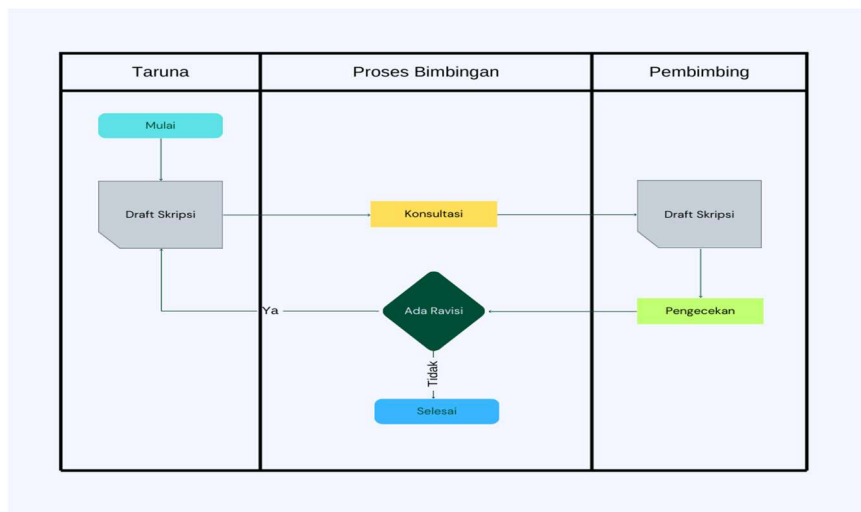 Taruna
Proses Bimbingan
Pembimbing
Mulai
Draft Skripsi
Konsultasi
Draft Skripsi
Ya
Ada Ravisi
Pengecekan
Tidak
Selesai